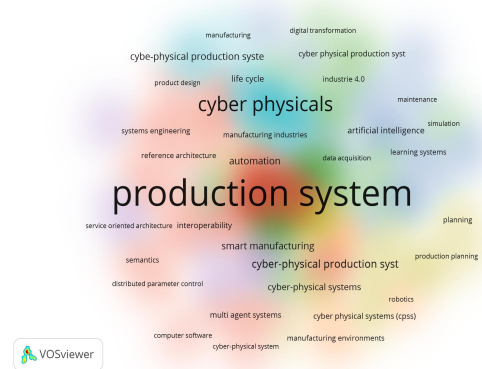 digital transformation
manufacturing
cybe-physical production syste
cyber physical production syst
product design
life cycle
industrie 4.0
cyber physicals
maintenance
simulation
systems engineering
manufacturing industries
artificial intelligence
reference architecture
automation
data acquisition
learning systems
production system
service oriented architecture
interoperability
planning
smart manufacturing
semantics
cyber-physical production syst
production planning
distributed parameter control
cyber-physical systems
robotics
multi agent systems
cyber physical systems (cpss)
computer software
cyber-physical system
manufacturing environments
VOSviewer